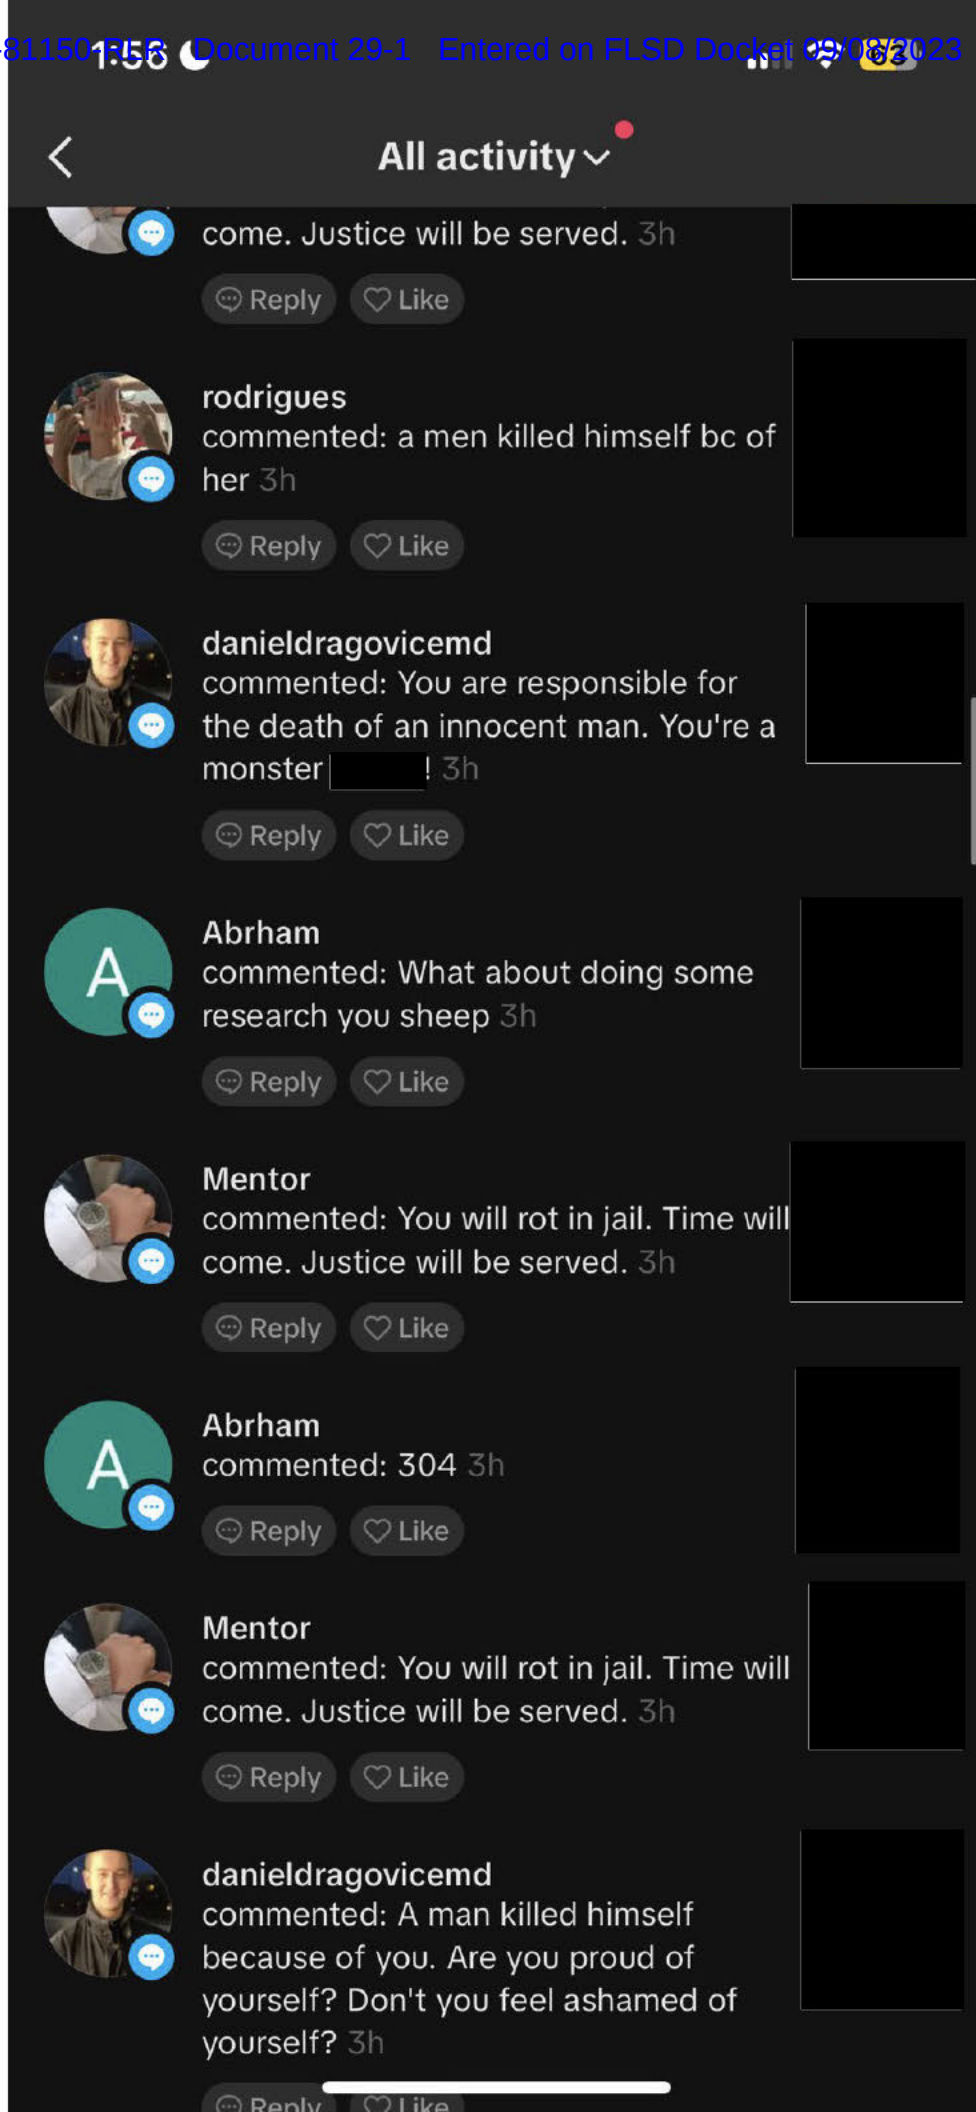 -81150-RLR Document 29-1 Entered on FLSD Docket 09/08/2023
1:56
63
All activity
come. Justice will be served. 3h
Reply Like
rodrigues
commented: a men killed himself bc of
her 3h
Reply Like
danieldragovicemd
commented: You are responsible for
the death of an innocent man. You're a
monster ! 3h
Reply Like
A
Abrham
commented: What about doing some
research you sheep 3h
Reply Like
Mentor
commented: You will rot in jail. Time will
come. Justice will be served. 3h
Reply Like
A
Abrham
commented: 304 3h
Reply Like
Mentor
commented: You will rot in jail. Time will
come. Justice will be served. 3h
Reply Like
danieldragovicemd
commented: A man killed himself
because of you. Are you proud of
yourself? Don't you feel ashamed of
yourself? 3h
Reply Like